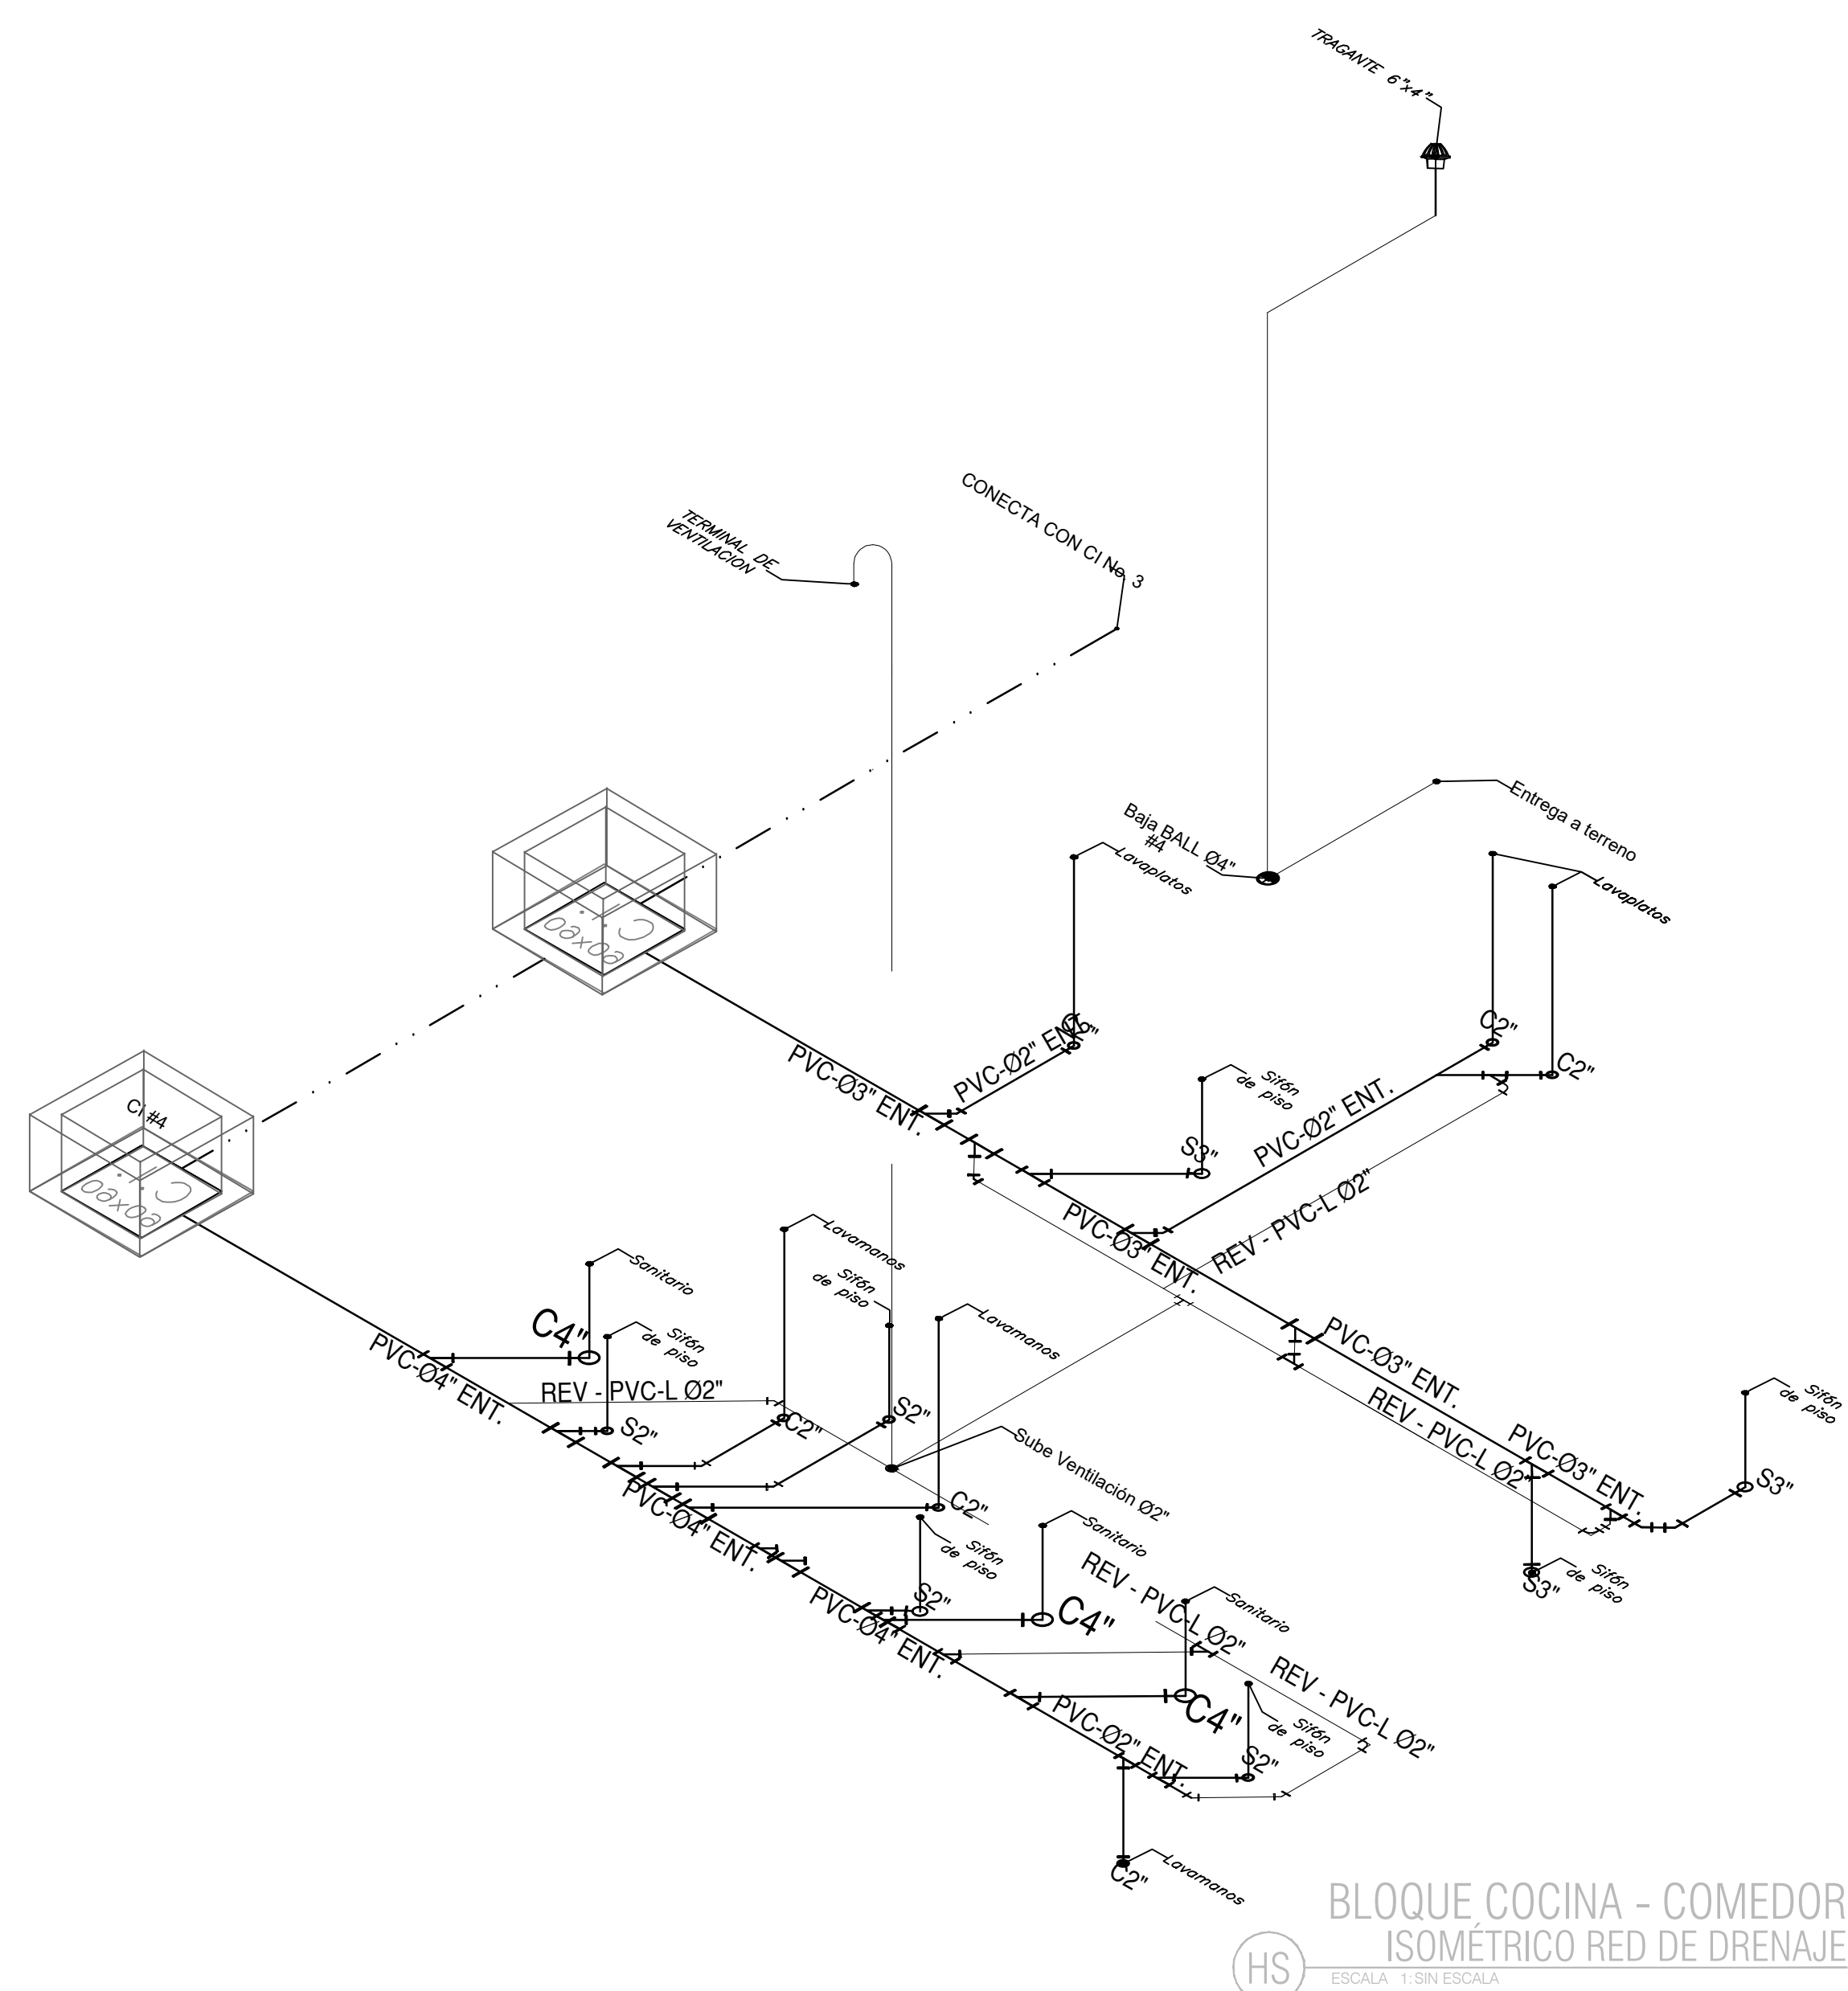 TRAGANTE 6"x4"
CONECTA CON CI No. 3
TERMINAL DE
VENTILACION
Entrega a terreno
Baja BALL Ø4"
#4
Lavaplatos
Lavaplatos
C.I.
60x60
C2"
C2"
PVC-Ø2" ENT.
C2"
PVC-Ø3" ENT.
Sifón
de piso
PVC-Ø2" ENT.
S3"
CI #4
C.I.
60x60
REV - PVC-L Ø2"
PVC-Ø3" ENT.
Lavamanos
Sanitario
Sifón
de piso
Lavamanos
C4"
Sifón
de piso
PVC-Ø4" ENT.
REV - PVC-L Ø2"
PVC-Ø3" ENT.
REV - PVC-L Ø2"
Sifón
de piso
S2"
C2"
S2"
Sube Ventilación Ø2"
PVC-Ø3" ENT.
S3"
C2"
PVC-Ø4" ENT.
Sanitario
Sifón
de piso
REV - PVC-L Ø2"
Sifón
de piso
S3"
S2"
C4"
Sanitario
PVC-Ø4" ENT.
REV - PVC-L Ø2"
C4"
Sifón
de piso
PVC-Ø2" ENT.
S2"
C2"
Lavamanos
BLOQUE COCINA - COMEDOR
ISOMÉTRICO RED DE DRENAJE
HS
ESCALA 1:SIN ESCALA